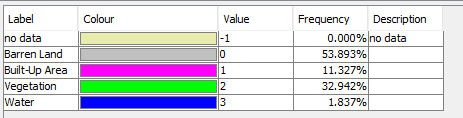 Label Colour Value Frequency Description
no data -1 0.000% no data
Barren Land 0 53.893%
Built-Up Area 1 11.327%
Vegetation 2 32.942%
Water 3 1.837%